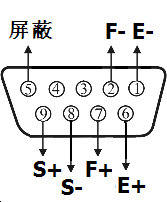 屏蔽 F- E-
⑤ ④ ③ ② ①
⑨ ⑧ ⑦ ⑥
S+ F+
S- E+